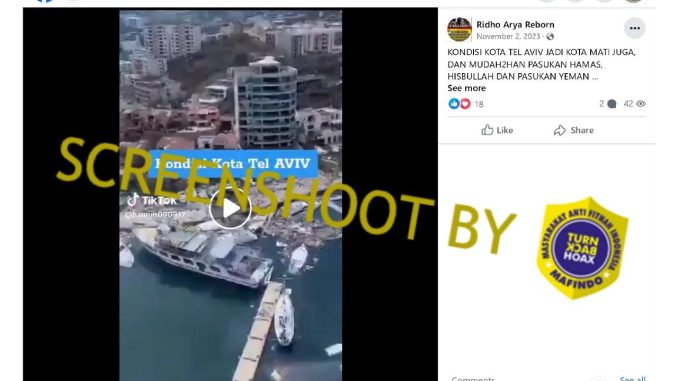 Ridho Arya Reborn
November 2, 2023 ·
KONDISI KOTA TEL AVIV JADI KOTA MATI JUGA,
DAN MUDAH2HAN PASUKAN HAMAS,
HISBULLAH DAN PASUKAN YEMAN ...
See more
18
2
42
Like
Share
Kondisi Kota Tel AVIV
TikTok
SCREENSHOOT BY
MASYARAKAT ANTI FITNAH INDONESIA
TURN
BACK
HOAX
MAFINDO
Comments
See all